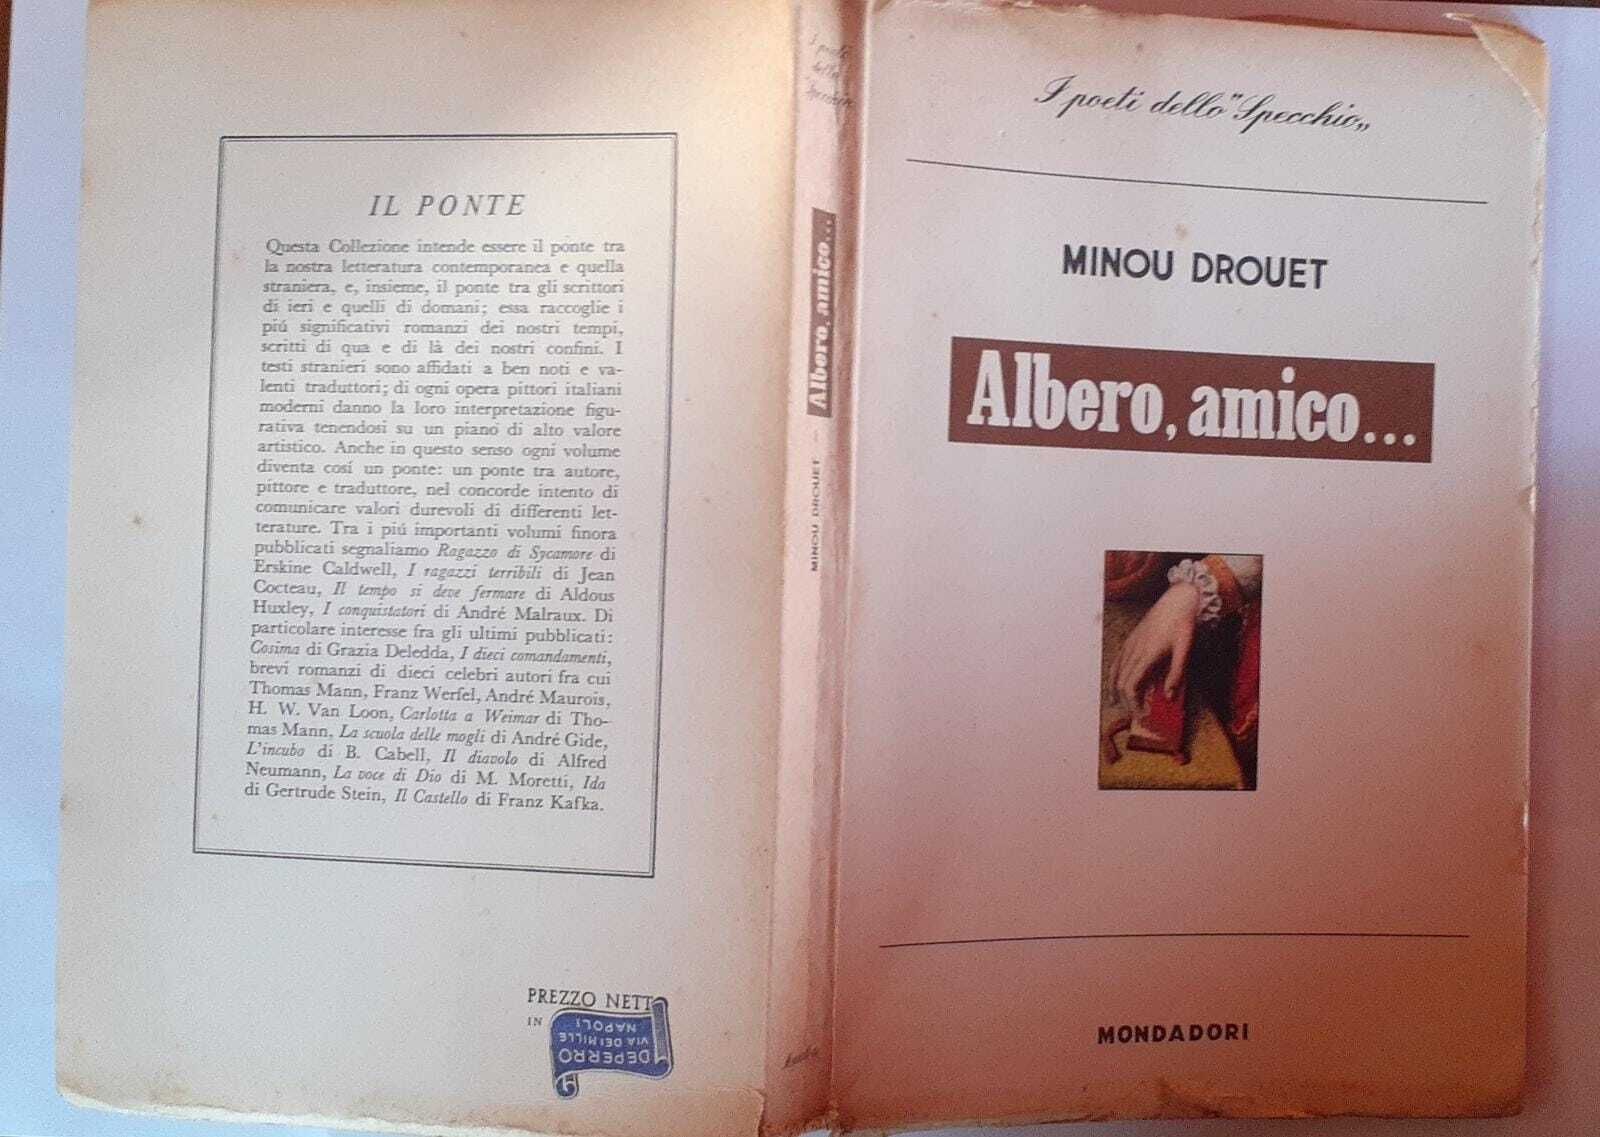 IL PONTE
Questa Collezione intende essere il ponte tra
la nostra letteratura contemporanea e quella
straniera, e, insieme, il ponte tra gli scrittori
di ieri e quelli di domani; essa raccoglie i
piú significativi romanzi dei nostri tempi,
scritti di qua e di là dei nostri confini. I
testi stranieri sono affidati a ben noti e va-
lenti traduttori; di ogni opera pittori italiani
moderni danno la loro interpretazione figu-
rativa tenendosi su un piano di alto valore
artistico. Anche in questo senso ogni volume
diventa cosí un ponte: un ponte tra autore,
pittore e traduttore, nel concorde intento di
comunicare valori durevoli di differenti let-
terature. Tra i piú importanti volumi finora
pubblicati segnaliamo Ragazzo di Sycamore di
Erskine Caldwell, I ragazzi terribili di Jean
Cocteau, Il tempo si deve fermare di Aldous
Huxley, I conquistatori di André Malraux. Di
particolare interesse fra gli ultimi pubblicati:
Cosima di Grazia Deledda, I dieci comandamenti,
brevi romanzi di dieci celebri autori fra cui
Thomas Mann, Franz Werfel, André Maurois,
H. W. Van Loon, Carlotta a Weimar di Tho-
mas Mann, La scuola delle mogli di André Gide,
L'incubo di B. Cabell, Il diavolo di Alfred
Neumann, La voce di Dio di M. Moretti, Ida
di Gertrude Stein, Il Castello di Franz Kafka.
PREZZO NETT
IN
DEPERRO
VIA DEI MILLE
NAPOLI
I poeti
dello
Specchio
MINOU DROUET - Albero, amico...
I poeti dello "Specchio„
MINOU DROUET
Albero, amico...
MONDADORI